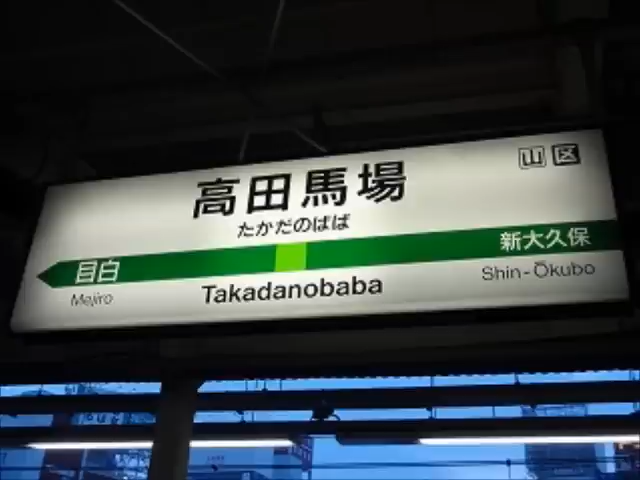 山 区
高田馬場
たかだのばば
目白 新大久保
Mejiro Takadanobaba Shin-Ōkubo